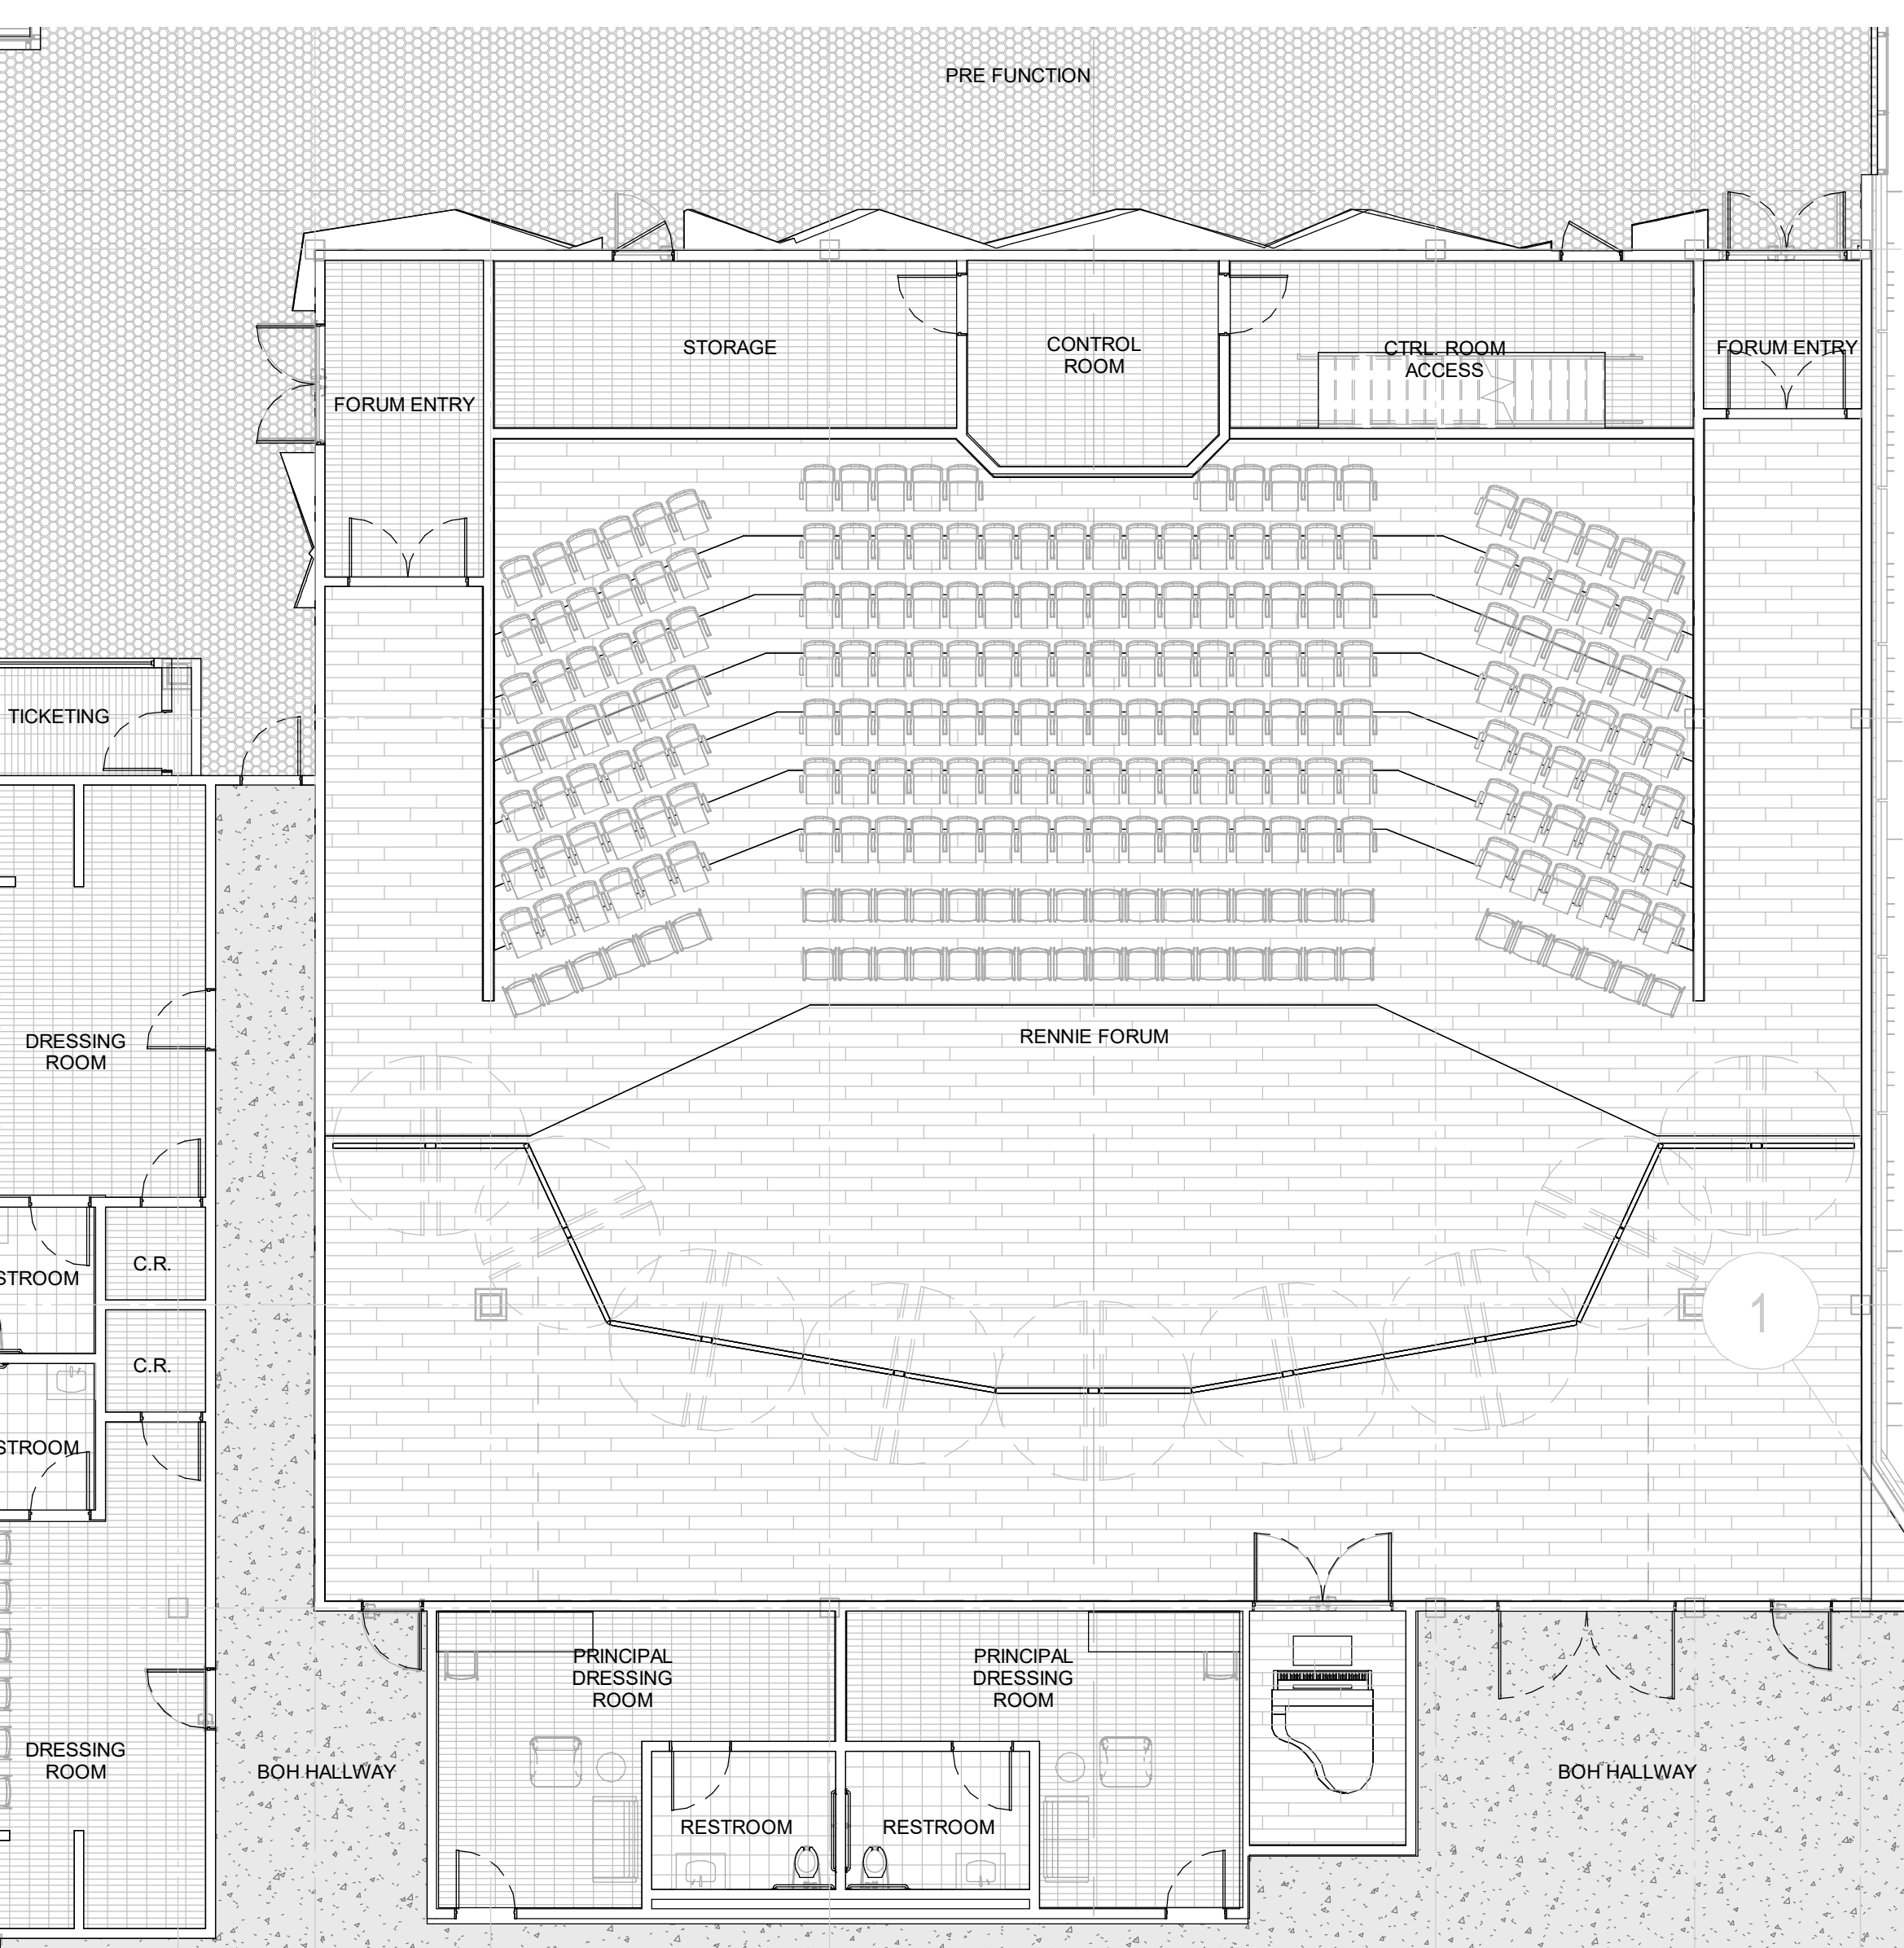 PRE FUNCTION
STORAGE
CONTROL
ROOM
CTRL. ROOM
ACCESS
FORUM ENTRY
FORUM ENTRY
TICKETING
RENNIE FORUM
DRESSING
ROOM
C.R.
STROOM
1
C.R.
STROOM
PRINCIPAL
DRESSING
ROOM
PRINCIPAL
DRESSING
ROOM
DRESSING
ROOM
BOH HALLWAY
BOH HALLWAY
RESTROOM
RESTROOM